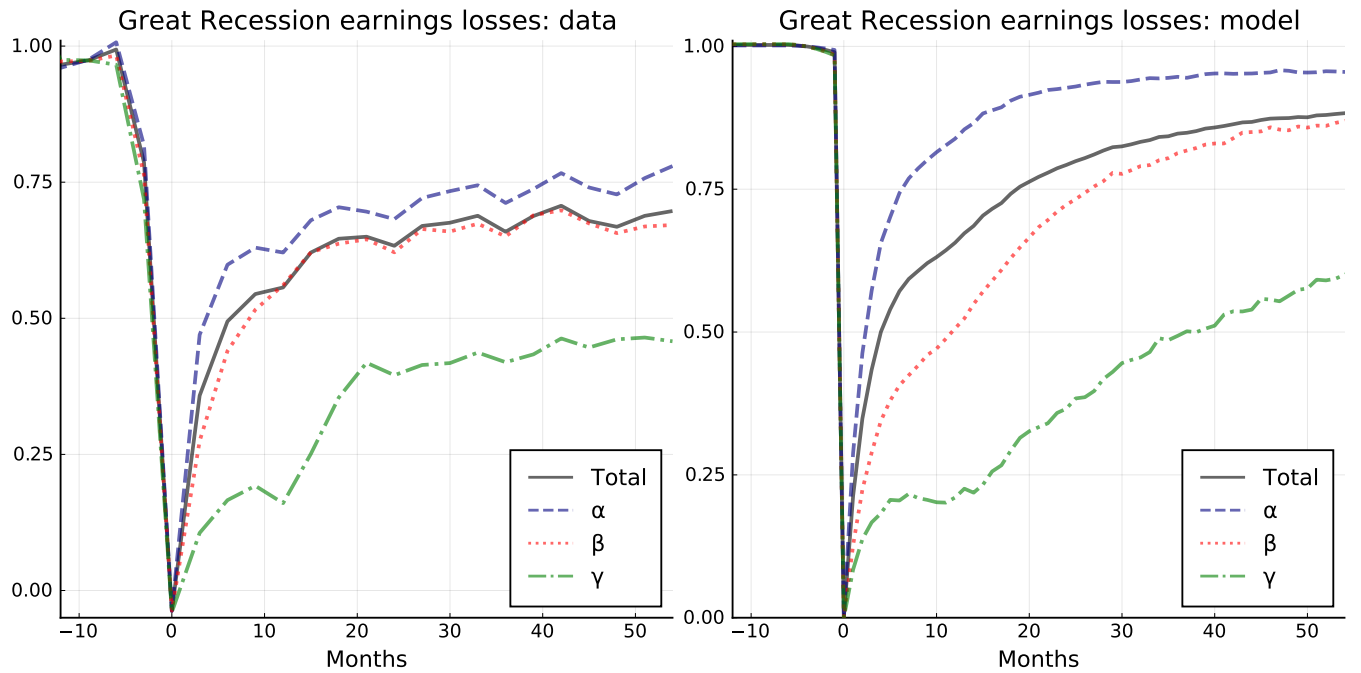 Great Recession earnings losses: data
1.00
0.75
0.50
0.25
0.00
−10 0 10 20 30 40 50
Months
Total
α
β
γ
Great Recession earnings losses: model
1.00
0.75
0.50
0.25
0.00
−10 0 10 20 30 40 50
Months
Total
α
β
γ